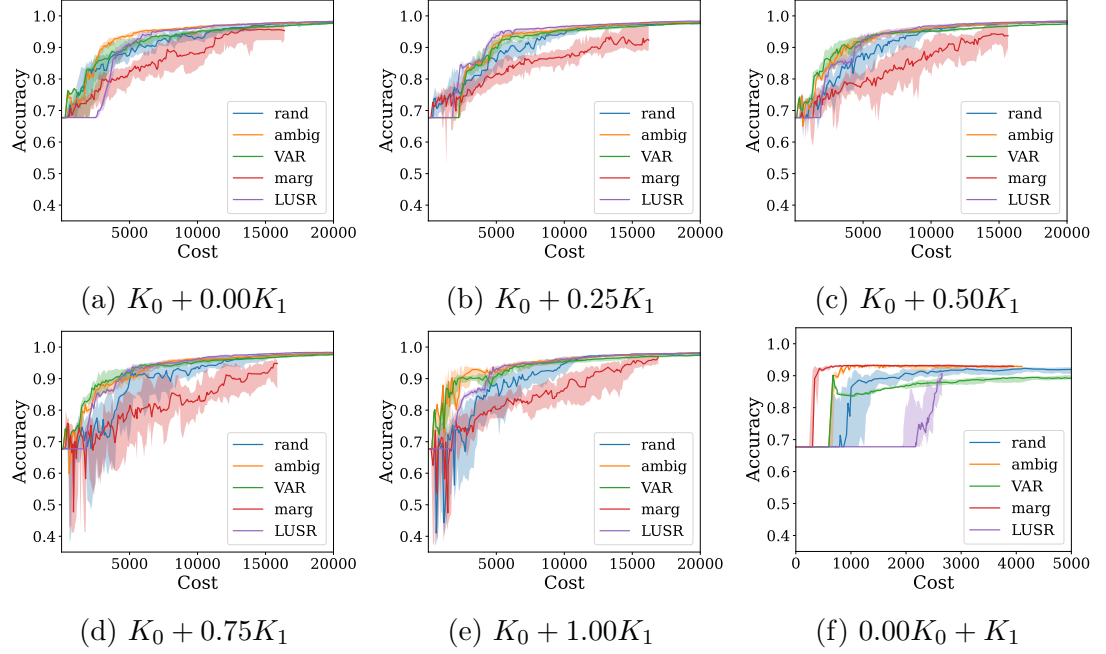 1.0
0.9
0.8
0.7
0.6
0.5
0.4
Accuracy
rand
ambig
VAR
marg
LUSR
5000 10000 15000 20000
Cost
(a) K₀ + 0.00K₁
1.0
0.9
0.8
0.7
0.6
0.5
0.4
Accuracy
rand
ambig
VAR
marg
LUSR
5000 10000 15000 20000
Cost
(b) K₀ + 0.25K₁
1.0
0.9
0.8
0.7
0.6
0.5
0.4
Accuracy
rand
ambig
VAR
marg
LUSR
5000 10000 15000 20000
Cost
(c) K₀ + 0.50K₁
1.0
0.9
0.8
0.7
0.6
0.5
0.4
Accuracy
rand
ambig
VAR
marg
LUSR
5000 10000 15000 20000
Cost
(d) K₀ + 0.75K₁
1.0
0.9
0.8
0.7
0.6
0.5
0.4
Accuracy
rand
ambig
VAR
marg
LUSR
5000 10000 15000 20000
Cost
(e) K₀ + 1.00K₁
1.0
0.9
0.8
0.7
0.6
0.5
0.4
Accuracy
rand
ambig
VAR
marg
LUSR
0 1000 2000 3000 4000 5000
Cost
(f) 0.00K₀ + K₁